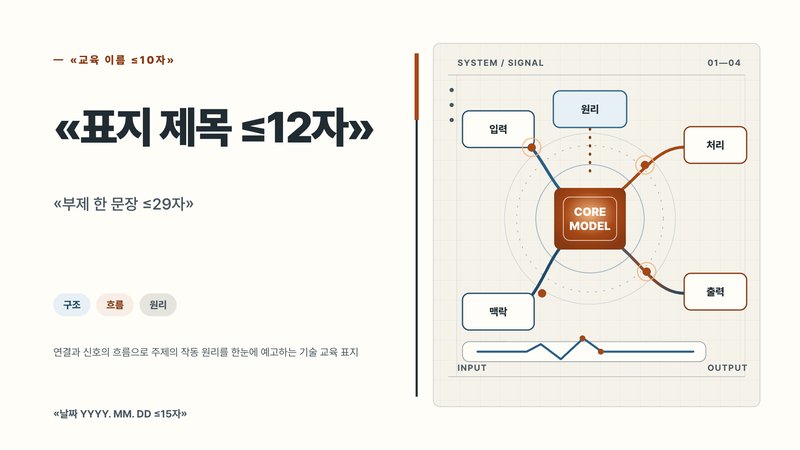 — «교육 이름 ≤10자»
«표지 제목 ≤12자»
«부제 한 문장 ≤29자»
구조 흐름 원리
연결과 신호의 흐름으로 주제의 작동 원리를 한눈에 예고하는 기술 교육 표지
«날짜 YYYY. MM. DD ≤15자»
SYSTEM / SIGNAL 01—04
원리
입력
처리
CORE
MODEL
출력
맥락
INPUT OUTPUT